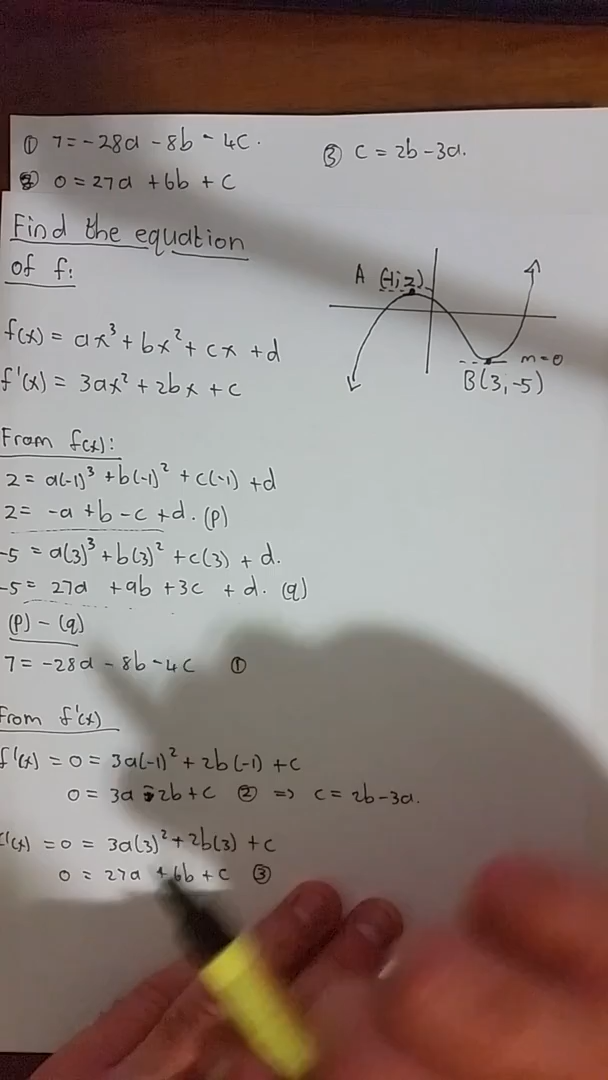 ① 7 = -28a - 8b - 4c.
③ c = 2b - 3a.
② 0 = 27a + 6b + c
Find the equation
of f:
A (-1; 2)
m = 0
B(3, -5)
f(x) = ax³ + bx² + cx + d
f'(x) = 3ax² + 2bx + c
From f(x):
2 = a(-1)³ + b(-1)² + c(-1) + d
2 = -a + b - c + d. (p)
-5 = a(3)³ + b(3)² + c(3) + d.
-5 = 27a + 9b + 3c + d. (q)
(p) - (q)
7 = -28a - 8b - 4c ①
From f'(x)
f'(x) = 0 = 3a(-1)² + 2b(-1) + c
0 = 3a - 2b + c ② => c = 2b - 3a.
f'(x) = 0 = 3a(3)² + 2b(3) + c
0 = 27a + 6b + c ③